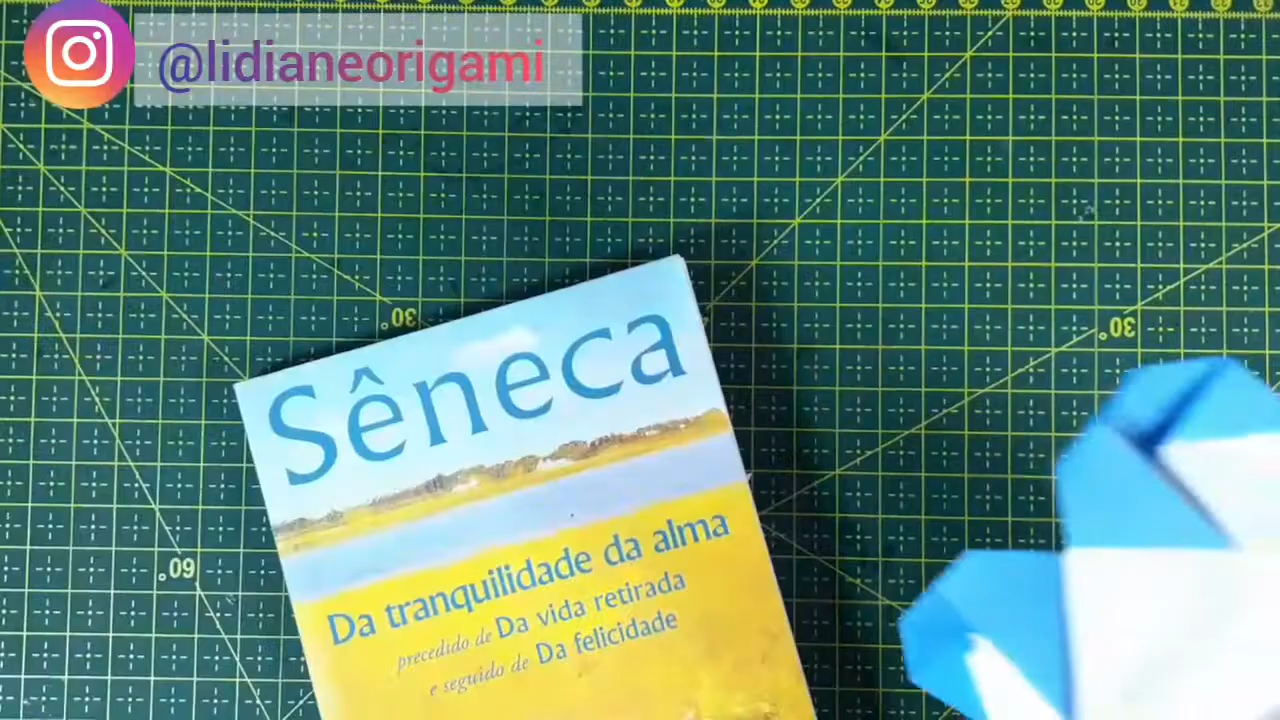 @lidianeorigami
30°
30°
60°
Sêneca
Da tranquilidade da alma
precedido de Da vida retirada
e seguido de Da felicidade